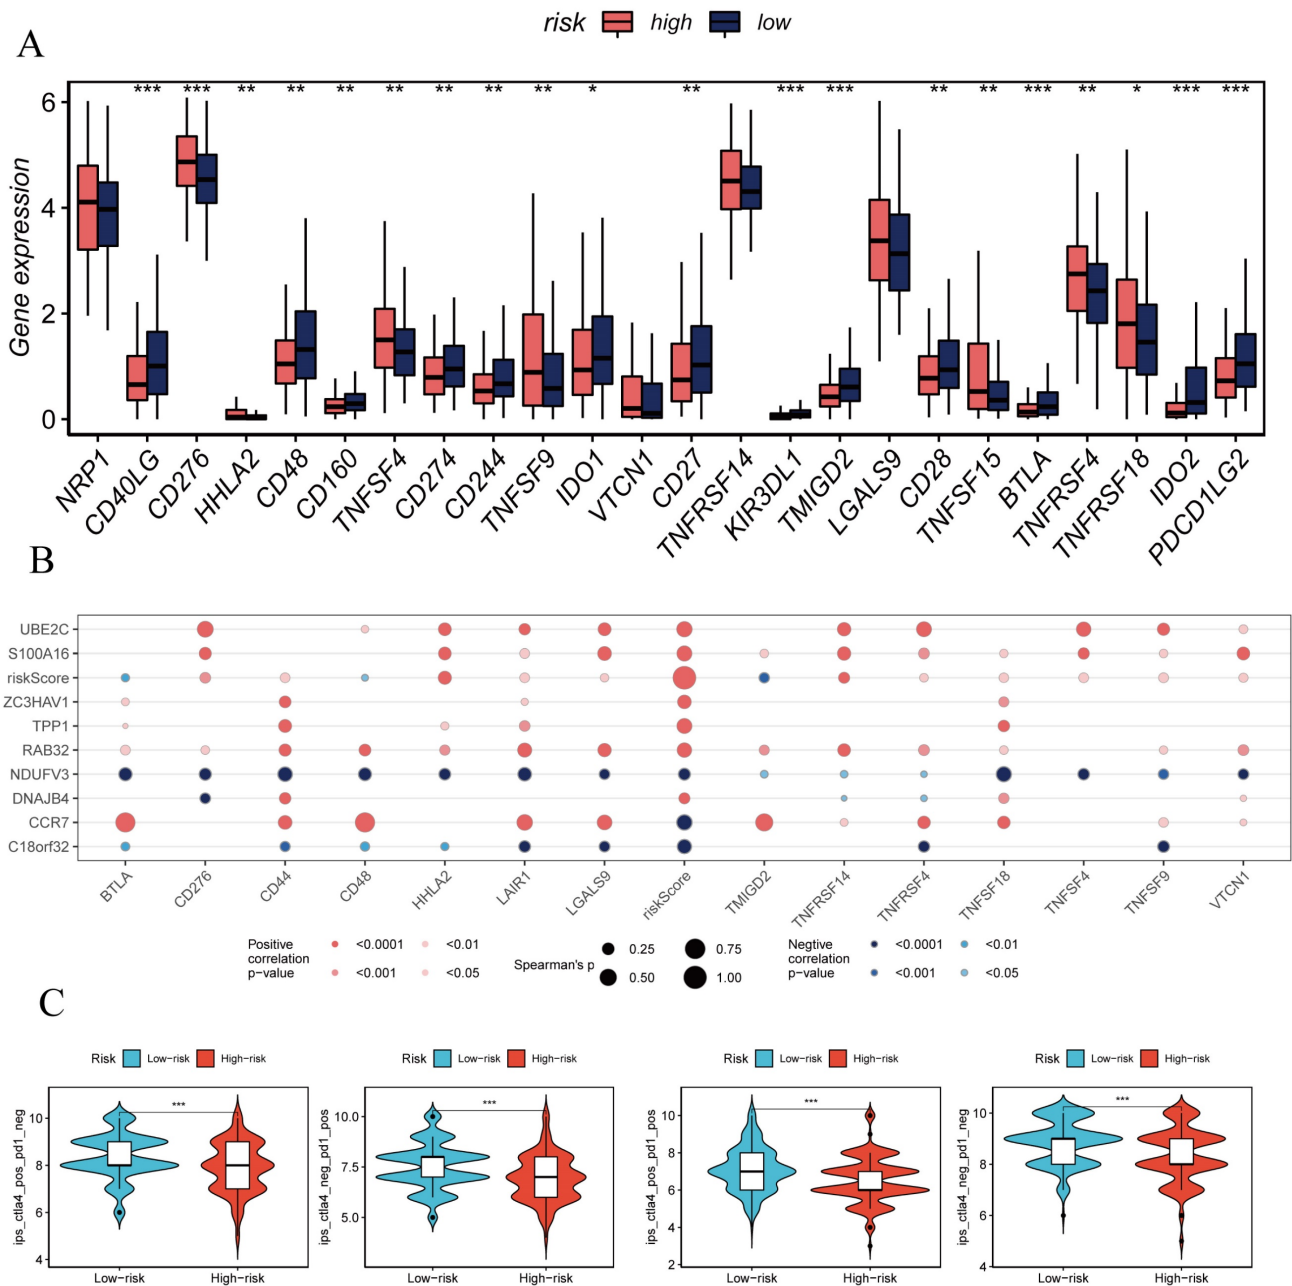 risk high low
A
*** *** ** ** ** ** ** ** ** * ** *** *** ** ** *** ** * *** ***
Gene expression
6
4
2
0
NRP1 CD40LG CD276 HHLA2 CD48 CD160 TNFSF4 CD274 CD244 TNFSF9 IDO1 VTCN1 CD27 TNFRSF14 KIR3DL1 TMIGD2 LGALS9 CD28 TNFSF15 BTLA TNFRSF4 TNFRSF18 IDO2 PDCD1LG2
B
UBE2C
S100A16
riskScore
ZC3HAV1
TPP1
RAB32
NDUFV3
DNAJB4
CCR7
C18orf32
BTLA CD276 CD44 CD48 HHLA2 LAIR1 LGALS9 riskScore TMIGD2 TNFRSF14 TNFRSF4 TNFSF18 TNFSF4 TNFSF9 VTCN1
Positive correlation p-value
<0.0001 <0.01
<0.001 <0.05
Spearman's p
0.25 0.75
0.50 1.00
Negtive correlation p-value
<0.0001 <0.01
<0.001 <0.05
C
Risk Low-risk High-risk
ips_ctla4_pos_pd1_neg
10
8
6
4
***
Low-risk High-risk
Risk Low-risk High-risk
ips_ctla4_neg_pd1_pos
10.0
7.5
5.0
***
Low-risk High-risk
Risk Low-risk High-risk
ips_ctla4_pos_pd1_pos
10
8
6
4
2
***
Low-risk High-risk
Risk Low-risk High-risk
ips_ctla4_neg_pd1_neg
10
8
6
4
***
Low-risk High-risk